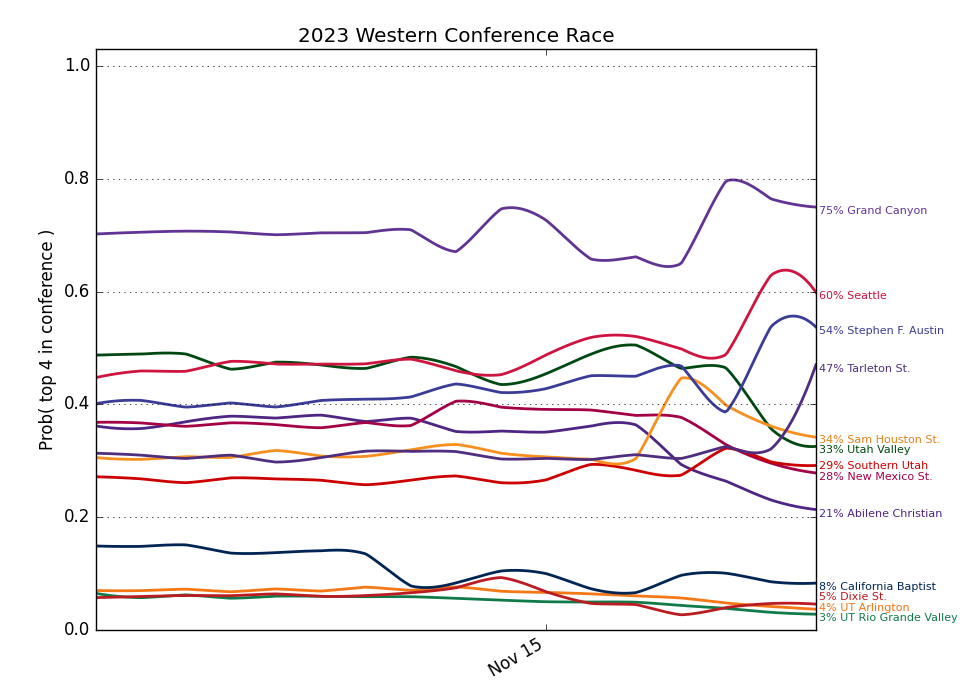 2023 Western Conference Race
1.0
0.8
0.6
0.4
0.2
0.0
Prob( top 4 in conference )
Nov 15
75% Grand Canyon
60% Seattle
54% Stephen F. Austin
47% Tarleton St.
34% Sam Houston St.
33% Utah Valley
29% Southern Utah
28% New Mexico St.
21% Abilene Christian
8% California Baptist
5% Dixie St.
4% UT Arlington
3% UT Rio Grande Valley